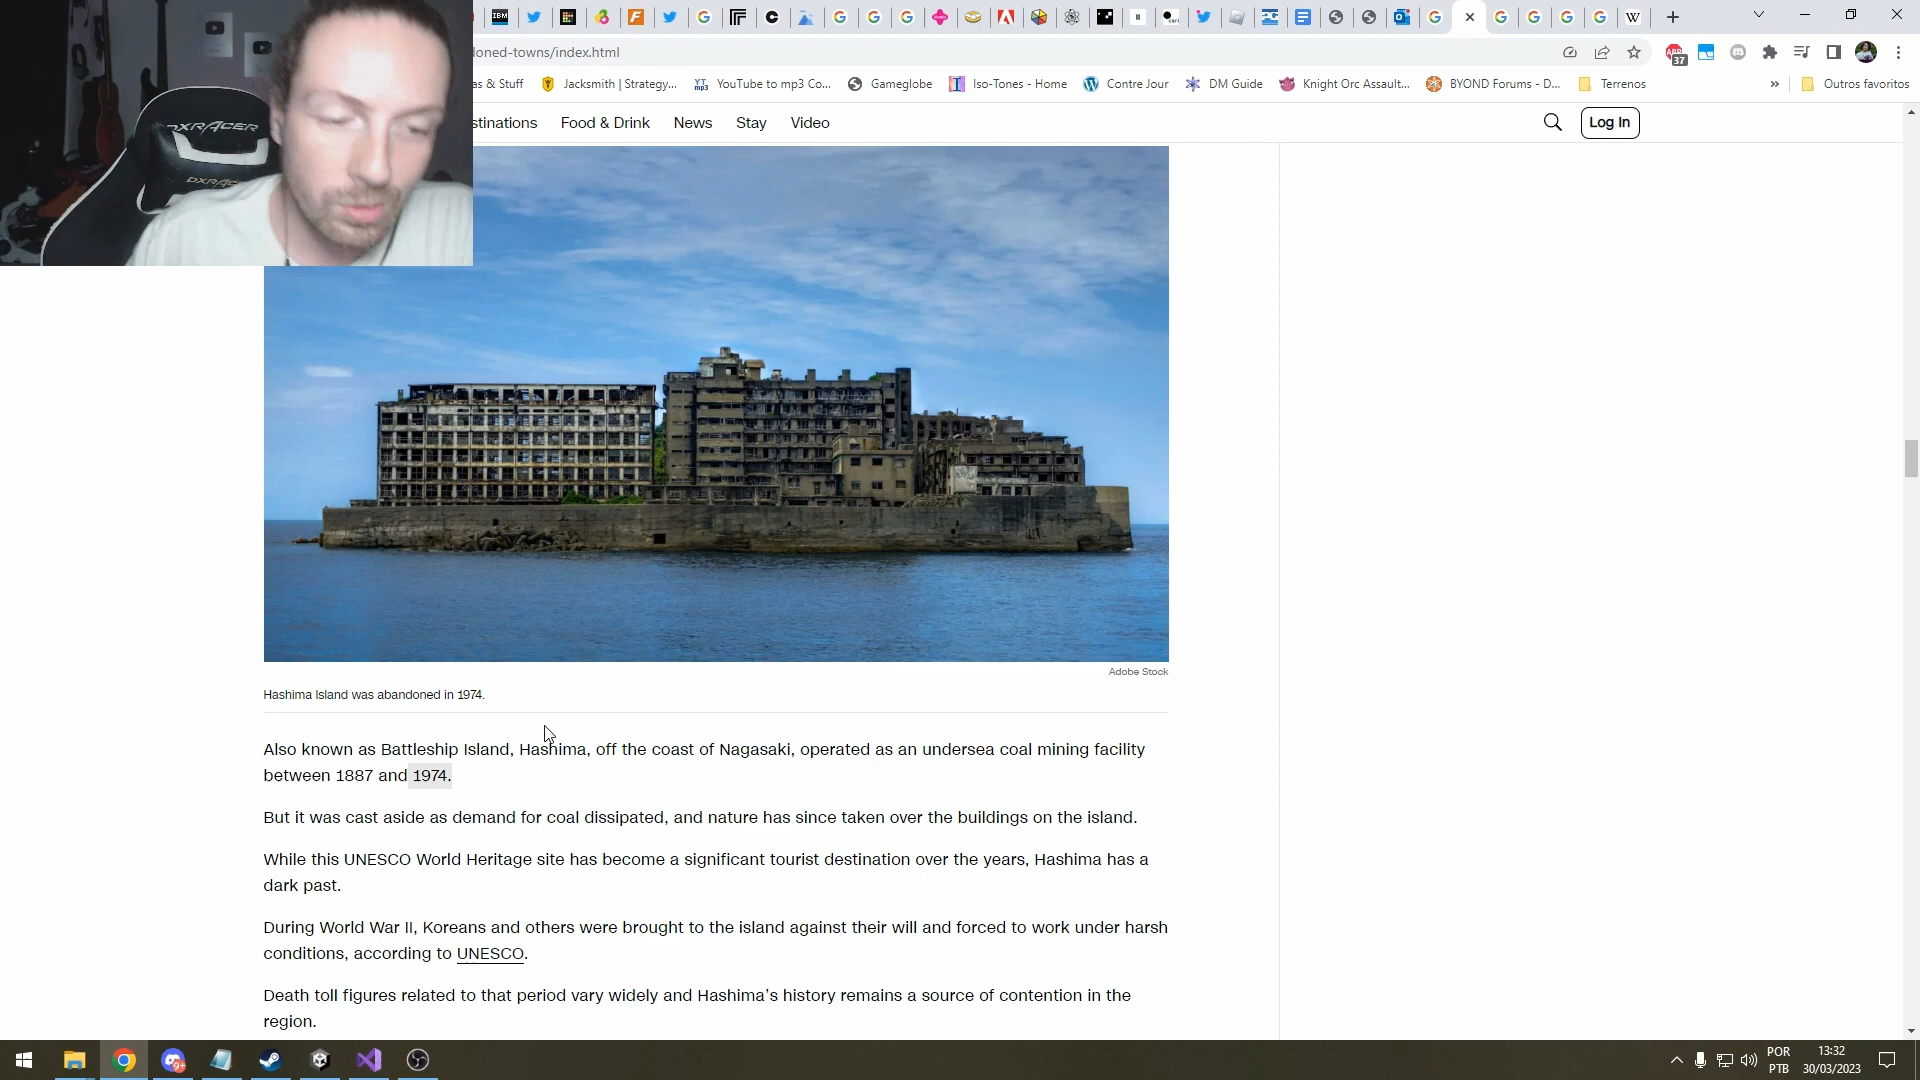 IBM
doned-towns/index.html
37
as & Stuff
Jacksmith | Strategy...
YouTube to mp3 Co...
Gameglobe
Iso-Tones - Home
Contre Jour
DM Guide
Knight Orc Assault...
BYOND Forums - D...
Terrenos
»
Outros favoritos
stinations
Food & Drink
News
Stay
Video
Log In
DXRACER
Adobe Stock
Hashima Island was abandoned in 1974.
Also known as Battleship Island, Hashima, off the coast of Nagasaki, operated as an undersea coal mining facility
between 1887 and 1974.
But it was cast aside as demand for coal dissipated, and nature has since taken over the buildings on the island.
While this UNESCO World Heritage site has become a significant tourist destination over the years, Hashima has a
dark past.
During World War II, Koreans and others were brought to the island against their will and forced to work under harsh
conditions, according to UNESCO.
Death toll figures related to that period vary widely and Hashima’s history remains a source of contention in the
region.
9+
POR
PTB
13:32
30/03/2023